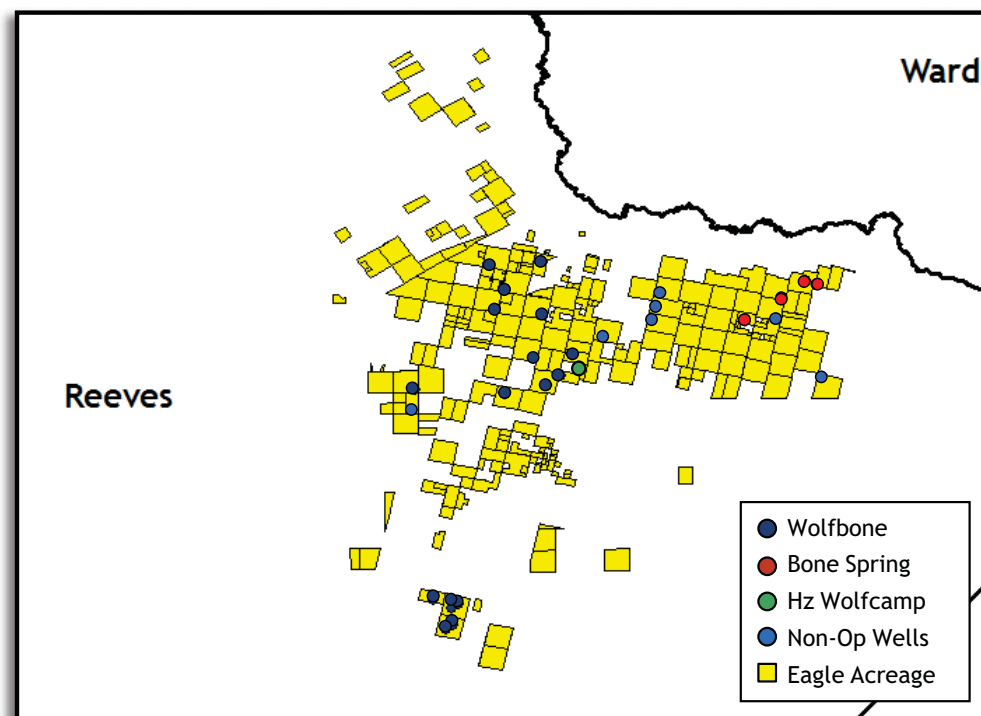 Ward
Reeves
Wolfbone
Bone Spring
Hz Wolfcamp
Non-Op Wells
Eagle Acreage